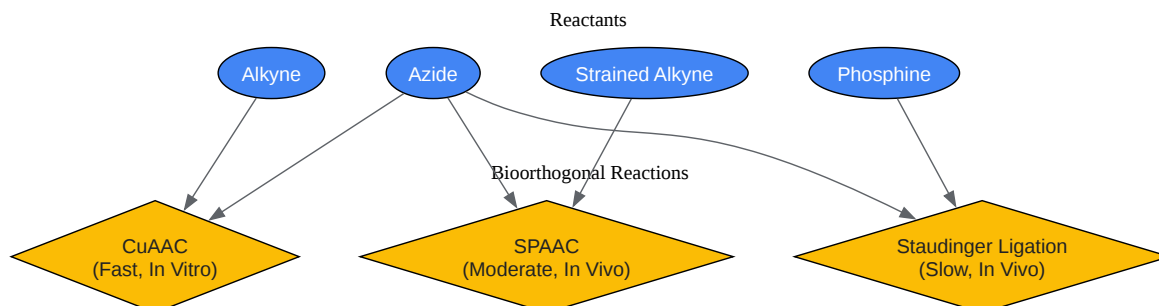 Reactants
Alkyne
Azide
Strained Alkyne
Phosphine
Bioorthogonal Reactions
CuAAC
(Fast, In Vitro)
SPAAC
(Moderate, In Vivo)
Staudinger Ligation
(Slow, In Vivo)